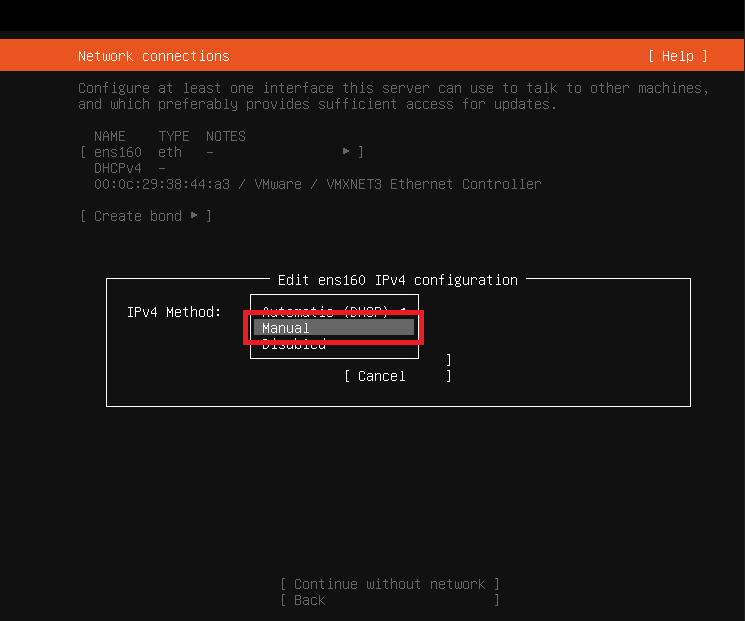 Network connections [ Help ]
Configure at least one interface this server can use to talk to other machines,
and which preferably provides sufficient access for updates.
NAME TYPE NOTES
[ ens160 eth - ▸ ]
DHCPv4 -
00:0c:29:38:44:a3 / VMware / VMXNET3 Ethernet Controller
[ Create bond ▸ ]
Edit ens160 IPv4 configuration
IPv4 Method: Automatic (DHCP) ◂
Manual
Disabled
]
[ Cancel ]
[ Continue without network ]
[ Back ]